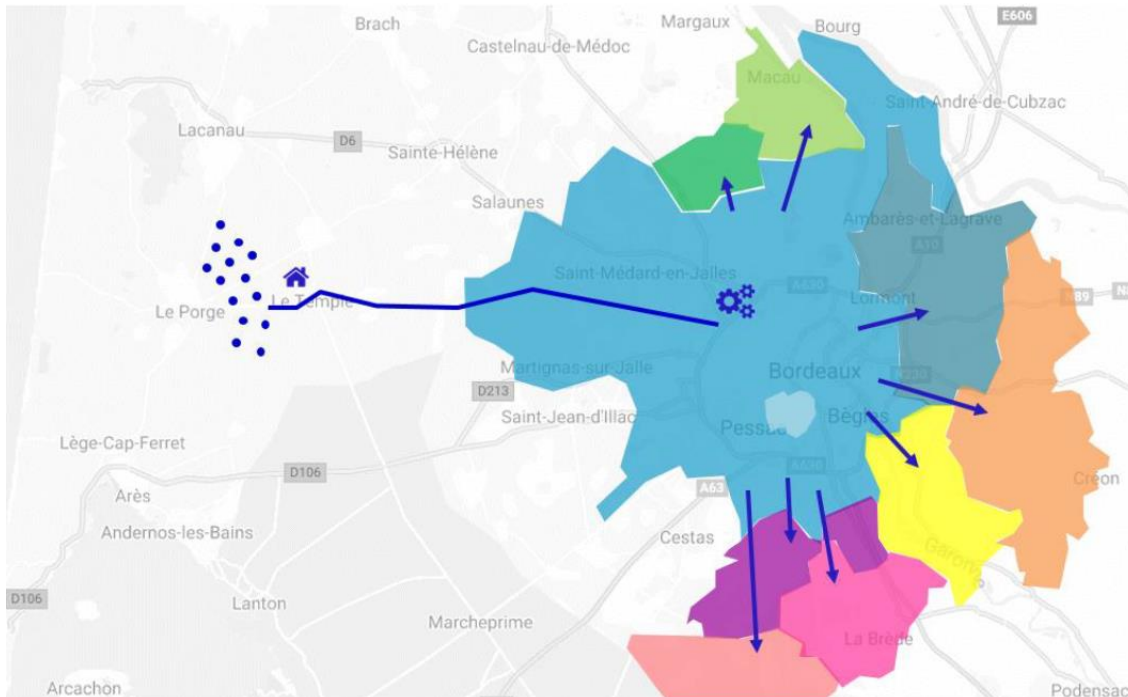 Margaux
E606
Brach
Bourg
Castelnau-de-Médoc
Macau
Saint-André-de-Cubzac
Lacanau
D6
Sainte-Hélène
Salaunes
Ambarès-et-Lagrave
A10
Saint-Médard-en-Jalles
A630
N89
Le Porge
Le Temple
Lormont
Martignas-sur-Jalle
Bordeaux
D213
Saint-Jean-d'Illac
Pessac
Bègles
Lège-Cap-Ferret
D106
A630
A63
Créon
Arès
Andernos-les-Bains
Cestas
Garonne
D106
Lanton
Marcheprime
La Brède
Arcachon
Podensac